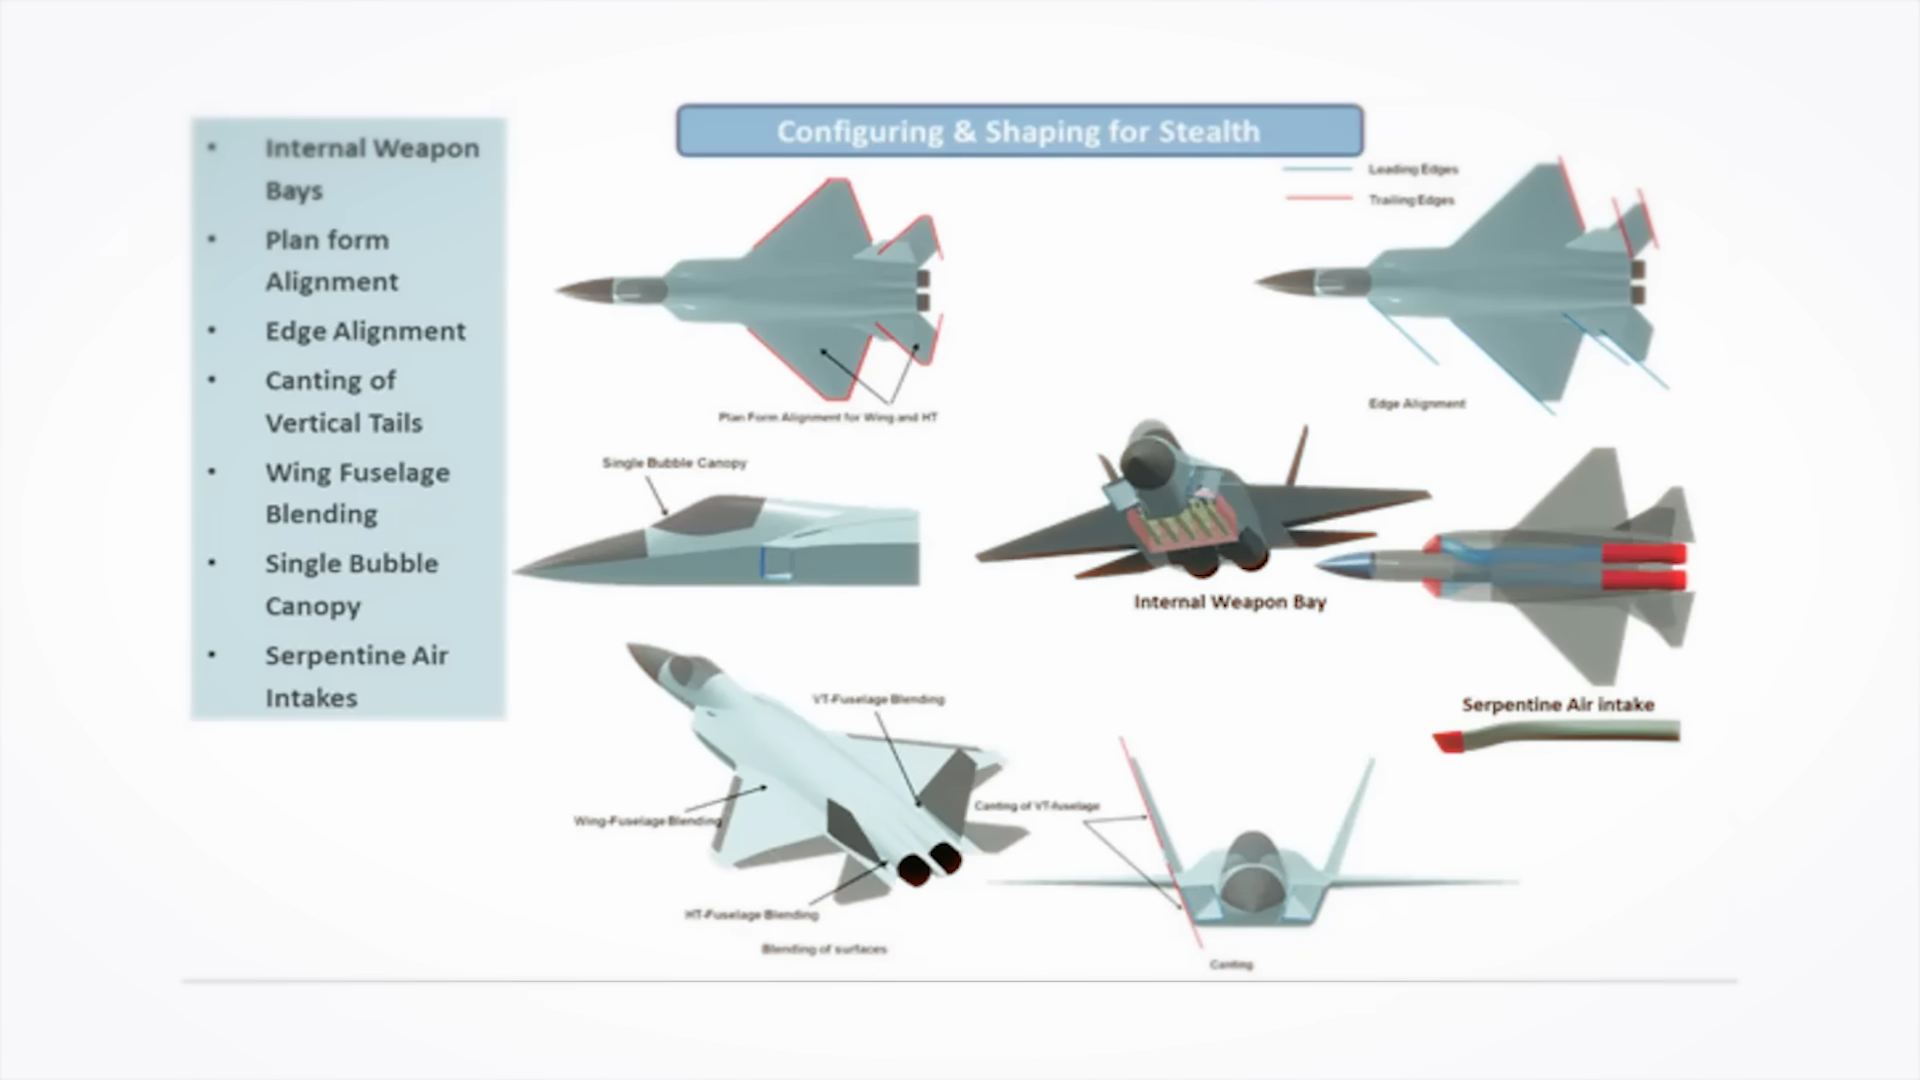 Configuring & Shaping for Stealth
• Internal Weapon
Bays
• Plan form
Alignment
• Edge Alignment
• Canting of
Vertical Tails
• Wing Fuselage
Blending
• Single Bubble
Canopy
• Serpentine Air
Intakes
Leading Edges
Trailing Edges
Plan Form Alignment for Wing and HT
Edge Alignment
Single Bubble Canopy
Internal Weapon Bay
Serpentine Air intake
VT-Fuselage Blending
Wing-Fuselage Blending
HT-Fuselage Blending
Blending of surfaces
Canting of VT-fuselage
Canting